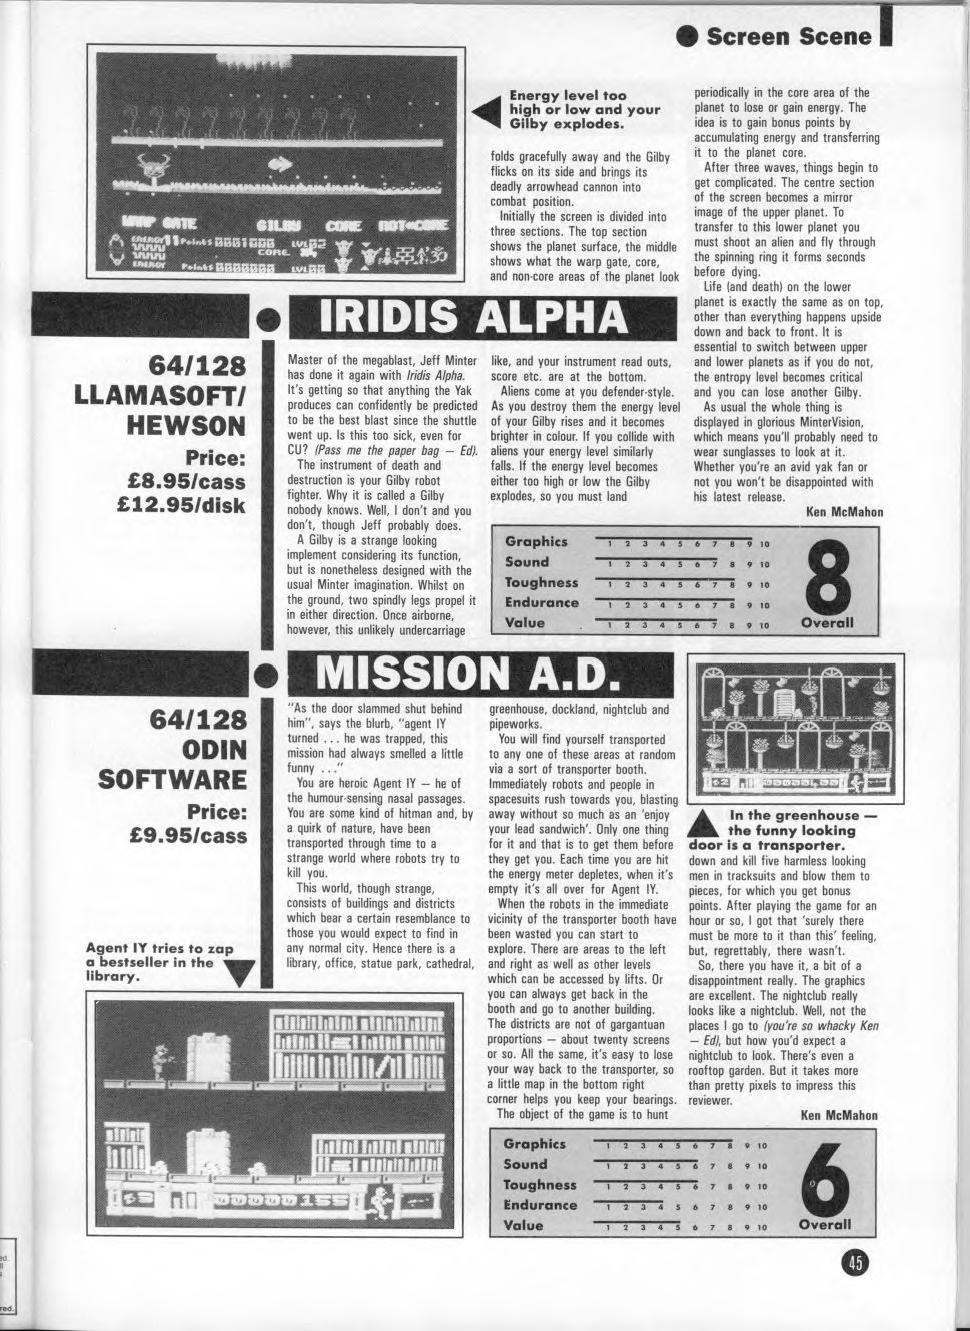 Screen Scene
Energy level too
high or low and your
Gilby explodes.
WARP GATE GILBY CORE NOT=CORE
IRIDIS ALPHA
64/128
LLAMASOFT/
HEWSON
Price:
£8.95/cass
£12.95/disk
Master of the megablast, Jeff Minter
has done it again with Iridis Alpha.
It's getting so that anything the Yak
produces can confidently be predicted
to be the best blast since the shuttle
went up. Is this too sick, even for
CU? (Pass me the paper bag — Ed).
The instrument of death and
destruction is your Gilby robot
fighter. Why it is called a Gilby
nobody knows. Well, I don't and you
don't, though Jeff probably does.
A Gilby is a strange looking
implement considering its function,
but is nonetheless designed with the
usual Minter imagination. Whilst on
the ground, two spindly legs propel it
in either direction. Once airborne,
however, this unlikely undercarriage
folds gracefully away and the Gilby
flicks on its side and brings its
deadly arrowhead cannon into
combat position.
Initially the screen is divided into
three sections. The top section
shows the planet surface, the middle
shows what the warp gate, core,
and non-core areas of the planet look
like, and your instrument read outs,
score etc. are at the bottom.
Aliens come at you defender-style.
As you destroy them the energy level
of your Gilby rises and it becomes
brighter in colour. If you collide with
aliens your energy level similarly
falls. If the energy level becomes
either too high or low the Gilby
explodes, so you must land
periodically in the core area of the
planet to lose or gain energy. The
idea is to gain bonus points by
accumulating energy and transferring
it to the planet core.
After three waves, things begin to
get complicated. The centre section
of the screen becomes a mirror
image of the upper planet. To
transfer to this lower planet you
must shoot an alien and fly through
the spinning ring it forms seconds
before dying.
Life (and death) on the lower
planet is exactly the same as on top,
other than everything happens upside
down and back to front. It is
essential to switch between upper
and lower planets as if you do not,
the entropy level becomes critical
and you can lose another Gilby.
As usual the whole thing is
displayed in glorious MinterVision,
which means you'll probably need to
wear sunglasses to look at it.
Whether you're an avid yak fan or
not you won't be disappointed with
his latest release.
Ken McMahon
Graphics 1 2 3 4 5 6 7 8 9 10
Sound 1 2 3 4 5 6 7 8 9 10
Toughness 1 2 3 4 5 6 7 8 9 10
Endurance 1 2 3 4 5 6 7 8 9 10
Value 1 2 3 4 5 6 7 8 9 10
8
Overall
MISSION A.D.
64/128
ODIN
SOFTWARE
Price:
£9.95/cass
Agent IY tries to zap
a bestseller in the
library.
"As the door slammed shut behind
him", says the blurb, "agent IY
turned . . . he was trapped, this
mission had always smelled a little
funny . . ."
You are heroic Agent IY — he of
the humour-sensing nasal passages.
You are some kind of hitman and, by
a quirk of nature, have been
transported through time to a
strange world where robots try to
kill you.
This world, though strange,
consists of buildings and districts
which bear a certain resemblance to
those you would expect to find in
any normal city. Hence there is a
library, office, statue park, cathedral,
greenhouse, dockland, nightclub and
pipeworks.
You will find yourself transported
to any one of these areas at random
via a sort of transporter booth.
Immediately robots and people in
spacesuits rush towards you, blasting
away without so much as an 'enjoy
your lead sandwich'. Only one thing
for it and that is to get them before
they get you. Each time you are hit
the energy meter depletes, when it's
empty it's all over for Agent IY.
When the robots in the immediate
vicinity of the transporter booth have
been wasted you can start to
explore. There are areas to the left
and right as well as other levels
which can be accessed by lifts. Or
you can always get back in the
booth and go to another building.
The districts are not of gargantuan
proportions — about twenty screens
or so. All the same, it's easy to lose
your way back to the transporter, so
a little map in the bottom right
corner helps you keep your bearings.
The object of the game is to hunt
In the greenhouse —
the funny looking
door is a transporter.
down and kill five harmless looking
men in tracksuits and blow them to
pieces, for which you get bonus
points. After playing the game for an
hour or so, I got that 'surely there
must be more to it than this' feeling,
but, regrettably, there wasn't.
So, there you have it, a bit of a
disappointment really. The graphics
are excellent. The nightclub really
looks like a nightclub. Well, not the
places I go to (you're so whacky Ken
— Ed), but how you'd expect a
nightclub to look. There's even a
rooftop garden. But it takes more
than pretty pixels to impress this
reviewer.
Ken McMahon
Graphics 1 2 3 4 5 6 7 8 9 10
Sound 1 2 3 4 5 6 7 8 9 10
Toughness 1 2 3 4 5 6 7 8 9 10
Endurance 1 2 3 4 5 6 7 8 9 10
Value 1 2 3 4 5 6 7 8 9 10
6
Overall
45